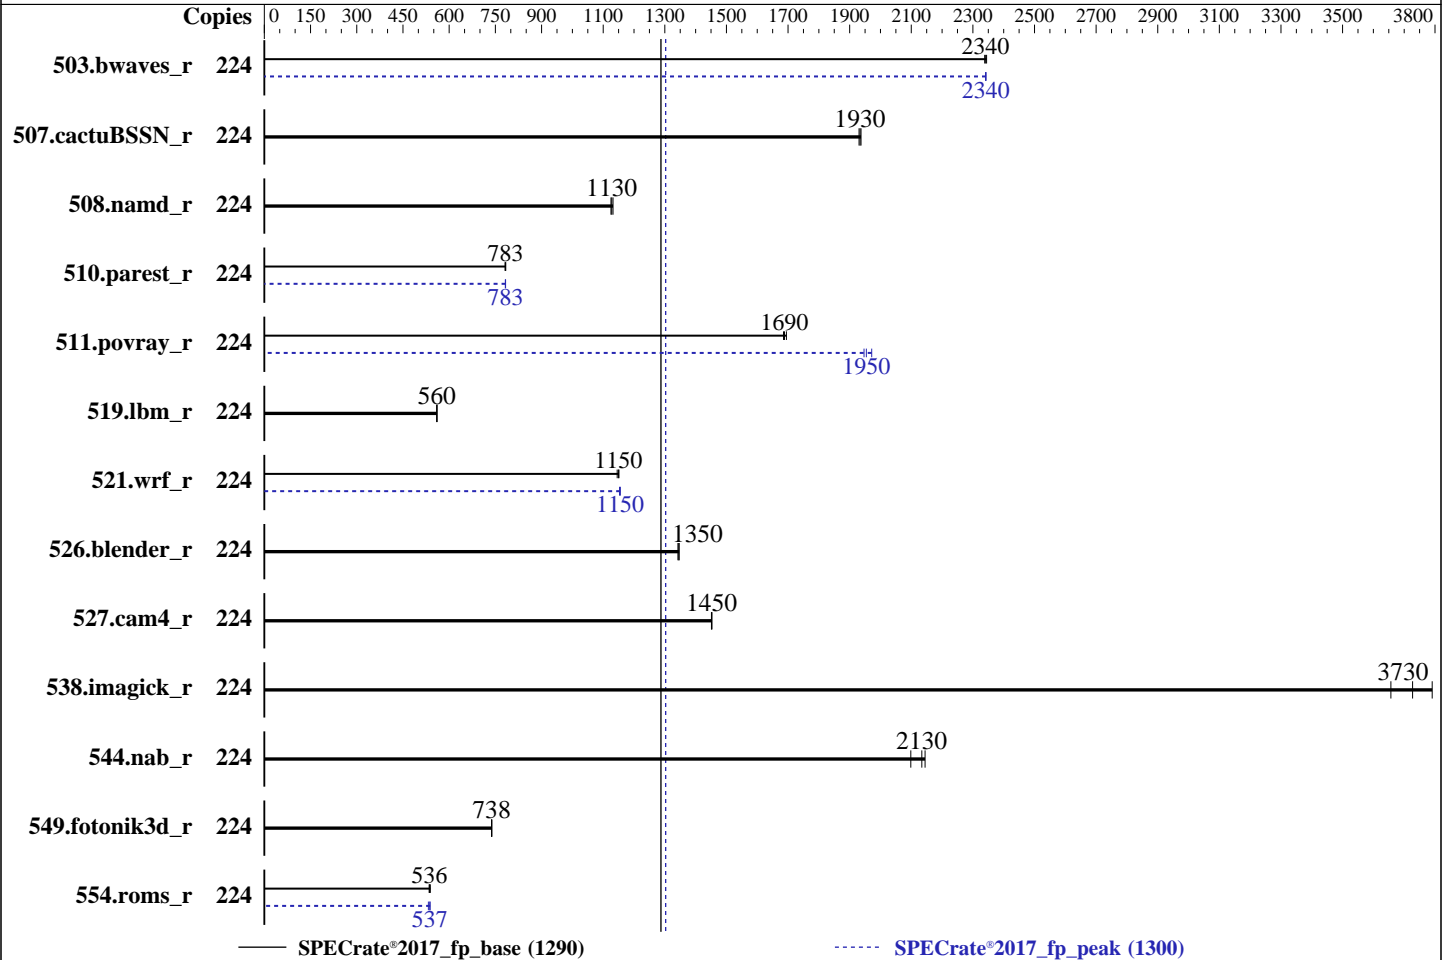 Copies 0 150 300 450 600 750 900 1100 1300 1500 1700 1900 2100 2300 2500 2700 2900 3100 3300 3500 3800
2340
503.bwaves_r 224
2340
1930
507.cactuBSSN_r 224
1130
508.namd_r 224
783
510.parest_r 224
783
1690
511.povray_r 224
1950
560
519.lbm_r 224
1150
521.wrf_r 224
1150
1350
526.blender_r 224
1450
527.cam4_r 224
3730
538.imagick_r 224
2130
544.nab_r 224
738
549.fotonik3d_r 224
536
554.roms_r 224
537
SPECrate®2017_fp_base (1290) SPECrate®2017_fp_peak (1300)